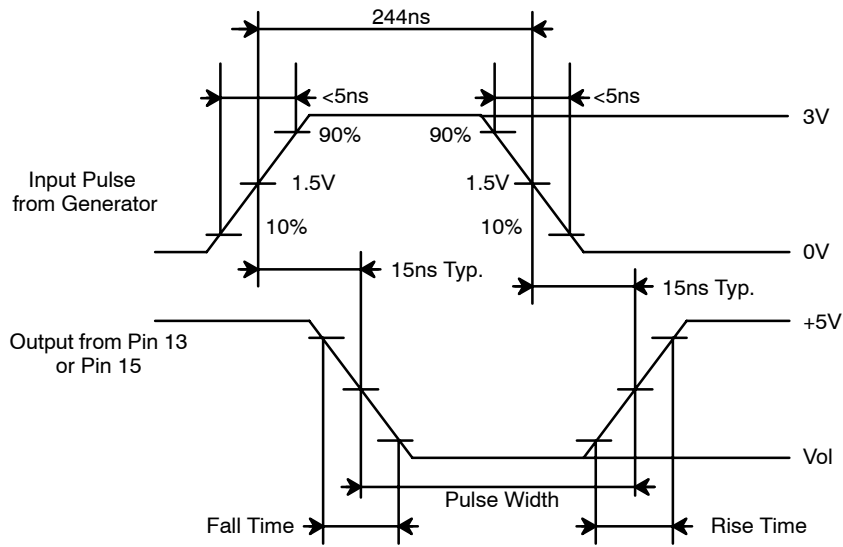 244ns
<5ns
<5ns
3V
90%
90%
Input Pulse
from Generator
1.5V
1.5V
10%
10%
0V
15ns Typ.
15ns Typ.
+5V
Output from Pin 13
or Pin 15
Vol
Pulse Width
Fall Time
Rise Time